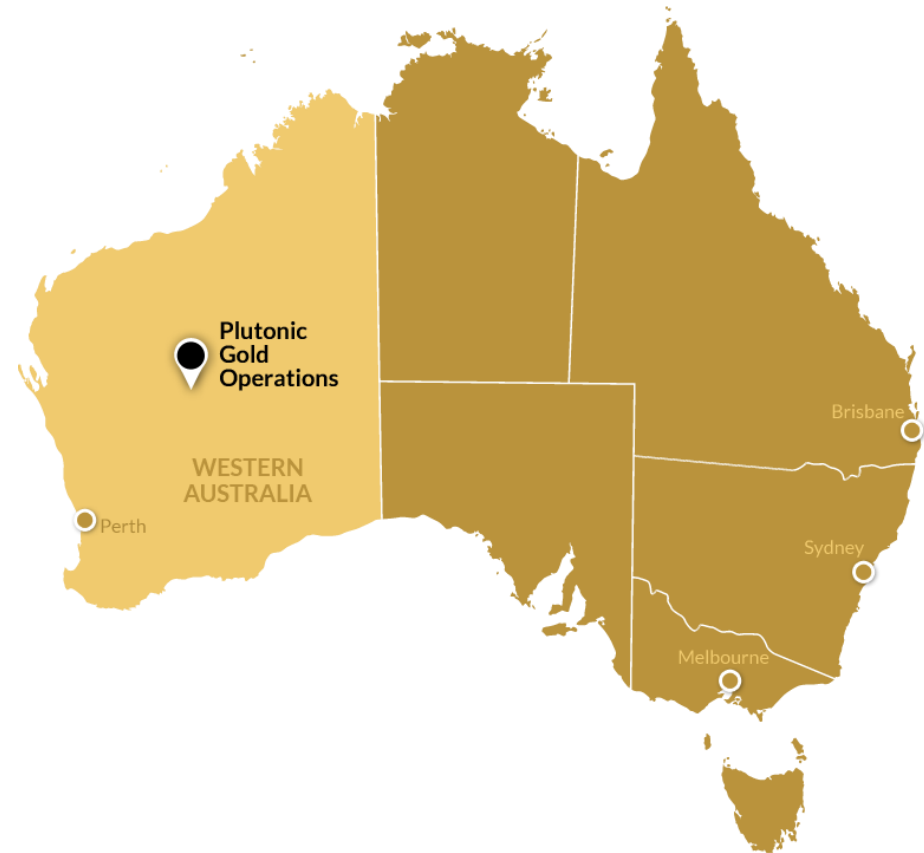 Plutonic
Gold
Operations
Brisbane
WESTERN
AUSTRALIA
Perth
Sydney
Melbourne